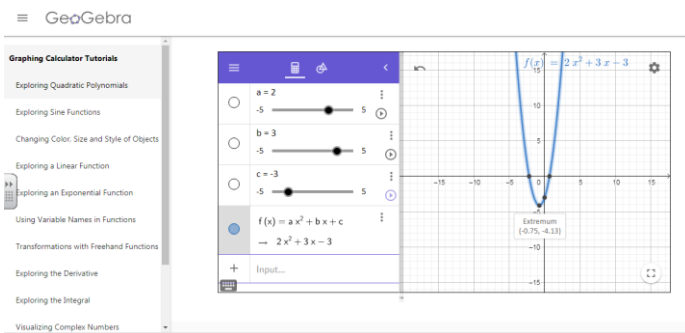 GeoGebra
Graphing Calculator Tutorials
Exploring Quadratic Polynomials
Exploring Sine Functions
Changing Color, Size and Style of Objects
Exploring a Linear Function
Exploring an Exponential Function
Using Variable Names in Functions
Transformations with Freehand Functions
Exploring the Derivative
Exploring the Integral
Visualizing Complex Numbers
a = 2
-5 5
b = 3
-5 5
c = -3
-5 5
f(x) = a x² + b x + c
→ 2 x² + 3 x − 3
+ Input...
f(x) = 2 x² + 3 x − 3
15
10
5
-15 -10 -5 0 5 10 15
-5
Extremum
(-0.75, -4.13)
-10
-15